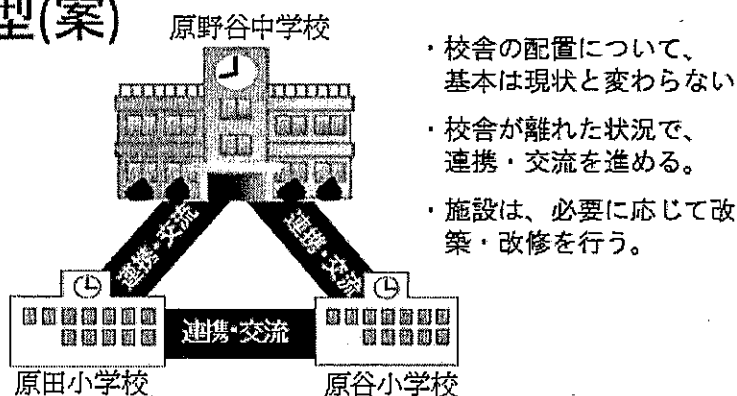 型(案)
原野谷中学校
・校舎の配置について、
基本は現状と変わらない
・校舎が離れた状況で、
連携・交流を進める。
・施設は、必要に応じて改
築・改修を行う。
連携・交流
連携・交流
連携・交流
原田小学校
原谷小学校